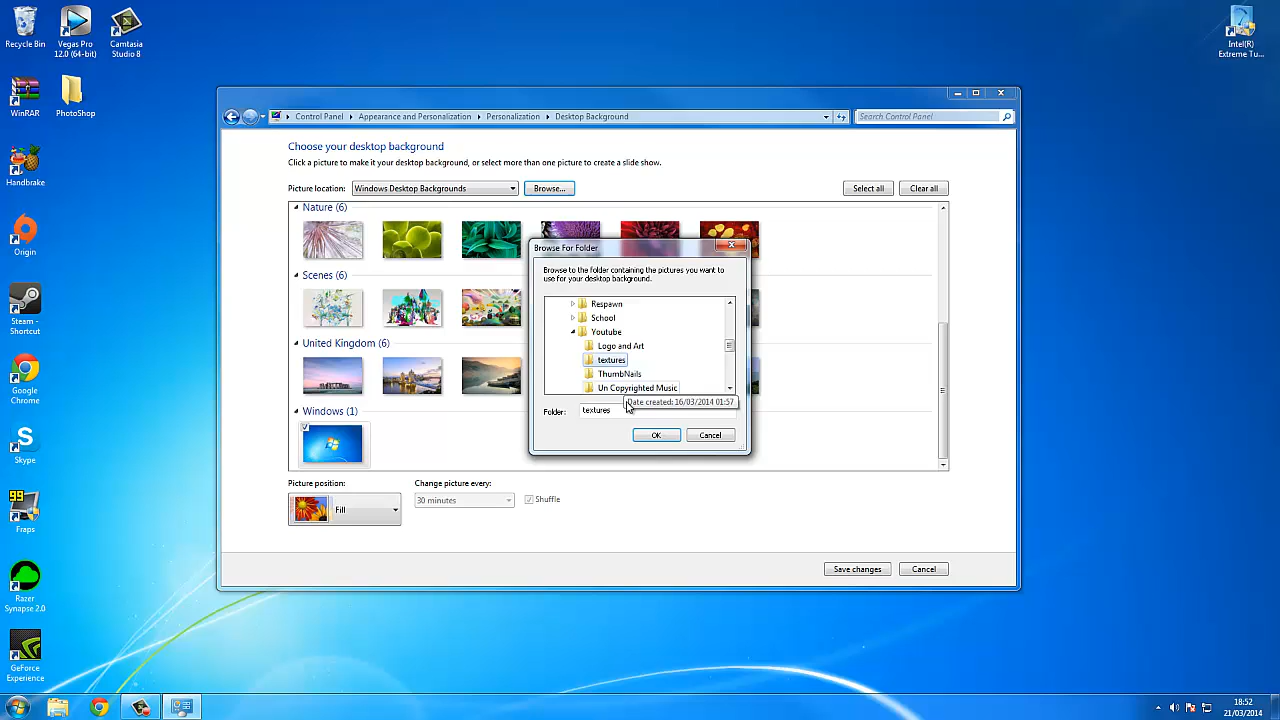 Recycle Bin
Vegas Pro
12.0 (64-bit)
Camtasia
Studio 8
Intel(R)
Extreme Tu...
WinRAR
PhotoShop
Handbrake
Origin
Steam -
Shortcut
Google
Chrome
Skype
99
Fraps
Razer
Synapse 2.0
GeForce
Experience
Control Panel
Appearance and Personalization
Personalization
Desktop Background
Search Control Panel
Choose your desktop background
Click a picture to make it your desktop background, or select more than one picture to create a slide show.
Picture location: Windows Desktop Backgrounds Browse... Select all Clear all
Nature (6)
Scenes (6)
United Kingdom (6)
Windows (1)
Browse For Folder
Browse to the folder containing the pictures you want to
use for your desktop background.
Respawn
School
Youtube
Logo and Art
textures
ThumbNails
Un Copyrighted Music
Date created: 16/03/2014 01:57
Folder: textures
OK Cancel
Picture position: Change picture every:
Fill 30 minutes Shuffle
Save changes Cancel
18:52
21/03/2014